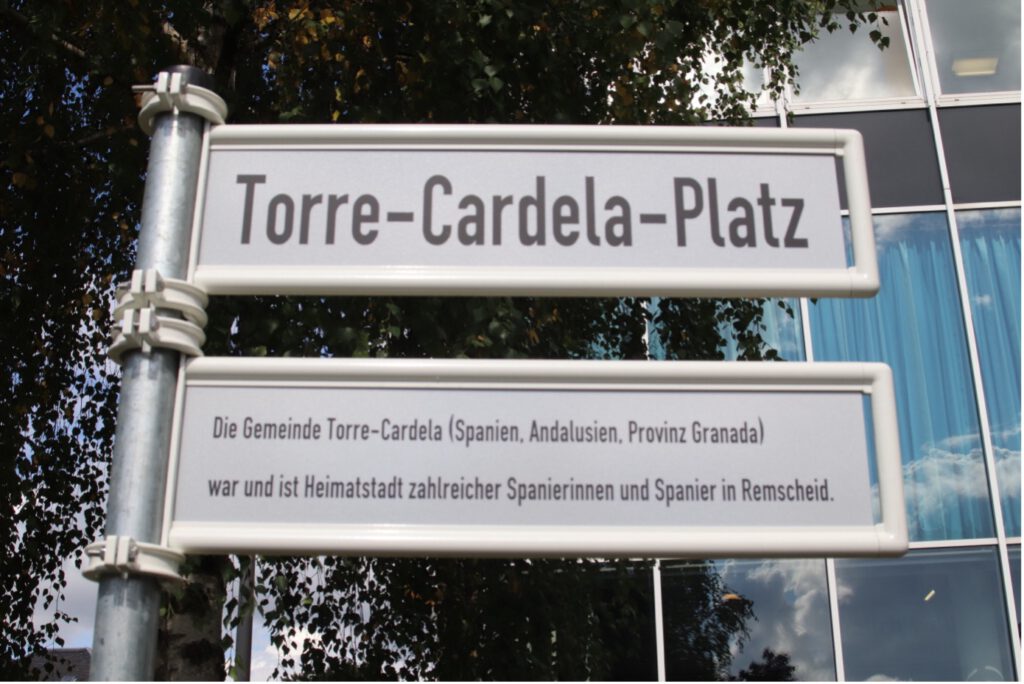 Torre-Cardela-Platz
Die Gemeinde Torre-Cardela (Spanien, Andalusien, Provinz Granada)
war und ist Heimatstadt zahlreicher Spanierinnen und Spanier in Remscheid.